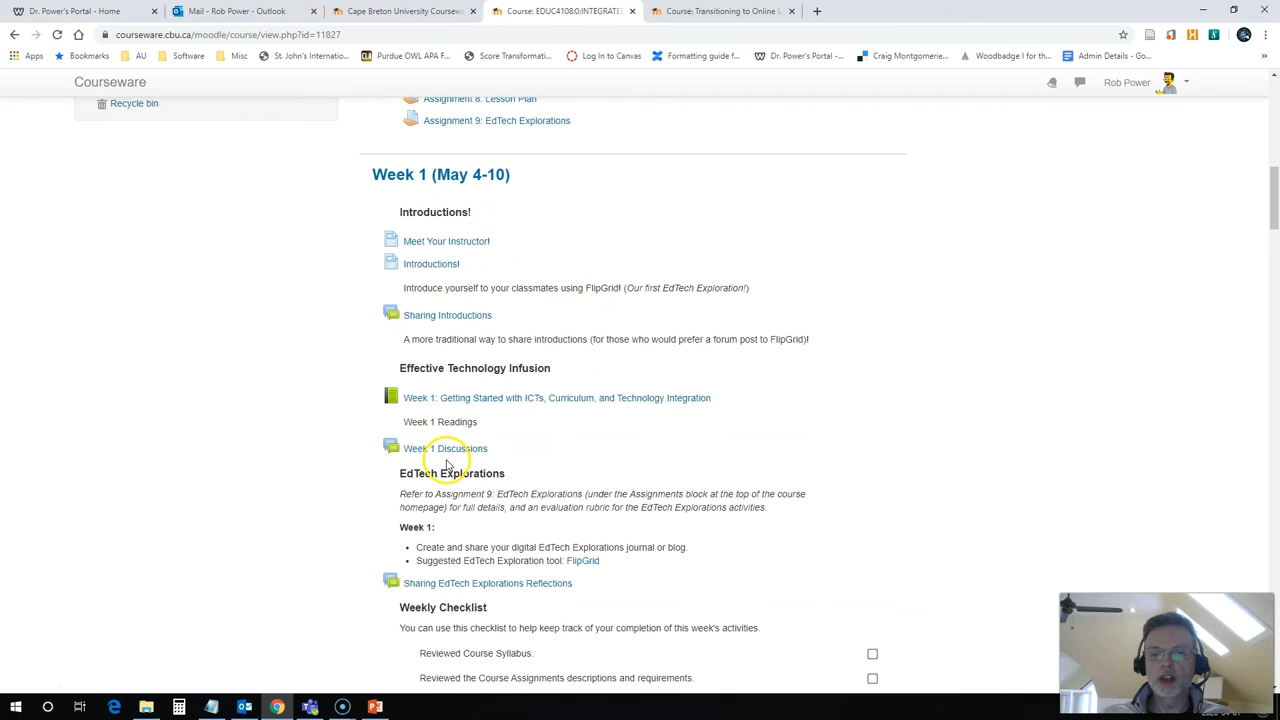 Dr. Power's Portal - Home
Mail - Rob Power - Outlook
Cape Breton University Coursew
Course: EDUC4108:0:INTEGRATE
Course: Transitioning to Online L
courseware.cbu.ca/moodle/course/view.php?id=11827
Apps
Bookmarks
AU
Software
Misc
St. John's Internatio...
Purdue OWL APA F...
Score Transformatio...
Log In to Canvas
Formatting guide f...
Dr. Power's Portal -...
Craig Montgomerie...
Woodbadge I for th...
Admin Details - Go...
Courseware
Rob Power
Recycle bin
Assignment 8: Lesson Plan
Assignment 9: EdTech Explorations
Week 1 (May 4-10)
Introductions!
Meet Your Instructor!
Introductions!
Introduce yourself to your classmates using FlipGrid! (Our first EdTech Exploration!)
Sharing Introductions
A more traditional way to share introductions (for those who would prefer a forum post to FlipGrid)!
Effective Technology Infusion
Week 1: Getting Started with ICTs, Curriculum, and Technology Integration
Week 1 Readings
Week 1 Discussions
EdTech Explorations
Refer to Assignment 9: EdTech Explorations (under the Assignments block at the top of the course
homepage) for full details, and an evaluation rubric for the EdTech Explorations activities.
Week 1:
• Create and share your digital EdTech Explorations journal or blog.
• Suggested EdTech Exploration tool: FlipGrid
Sharing EdTech Explorations Reflections
Weekly Checklist
You can use this checklist to help keep track of your completion of this week's activities.
Reviewed Course Syllabus.
Reviewed the Course Assignments descriptions and requirements.